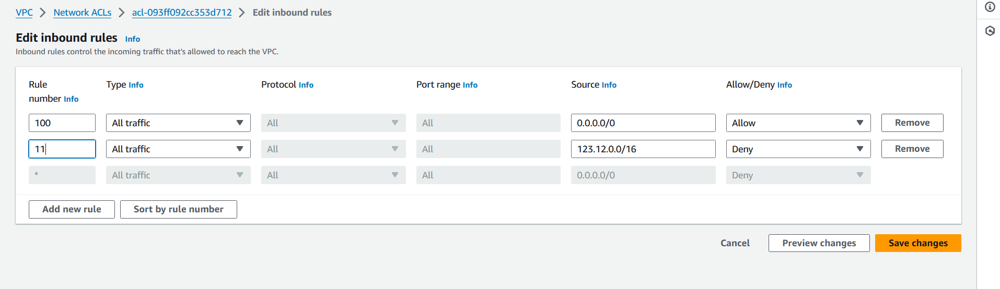 VPC > Network ACLs > acl-093ff092cc353d712 > Edit inbound rules
Edit inbound rules Info
Inbound rules control the incoming traffic that's allowed to reach the VPC.
Rule number Info Type Info Protocol Info Port range Info Source Info Allow/Deny Info
100 All traffic All All 0.0.0.0/0 Allow Remove
11 All traffic All All 123.12.0.0/16 Deny Remove
* All traffic All All 0.0.0.0/0 Deny
Add new rule Sort by rule number
Cancel Preview changes Save changes